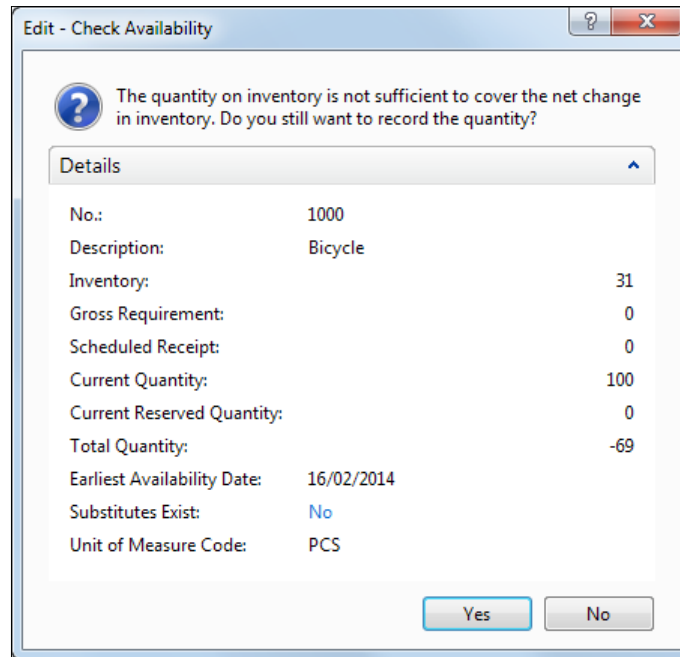 Edit - Check Availability
The quantity on inventory is not sufficient to cover the net change
in inventory. Do you still want to record the quantity?
Details
No.: 1000
Description: Bicycle
Inventory: 31
Gross Requirement: 0
Scheduled Receipt: 0
Current Quantity: 100
Current Reserved Quantity: 0
Total Quantity: -69
Earliest Availability Date: 16/02/2014
Substitutes Exist: No
Unit of Measure Code: PCS
Yes No